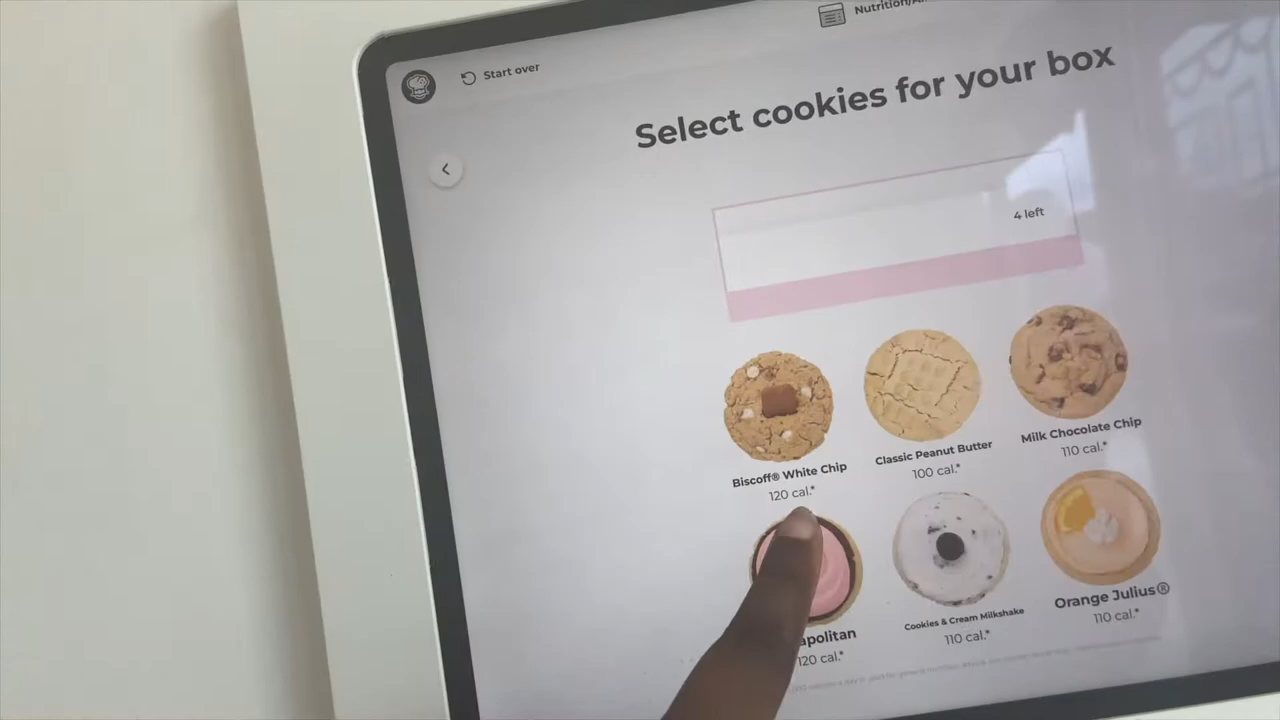 Start over
Select cookies for your box
4 left
Biscoff® White Chip
120 cal.*
Classic Peanut Butter
100 cal.*
Milk Chocolate Chip
110 cal.*
apolitan
120 cal.*
Cookies & Cream Milkshake
110 cal.*
Orange Julius®
110 cal.*